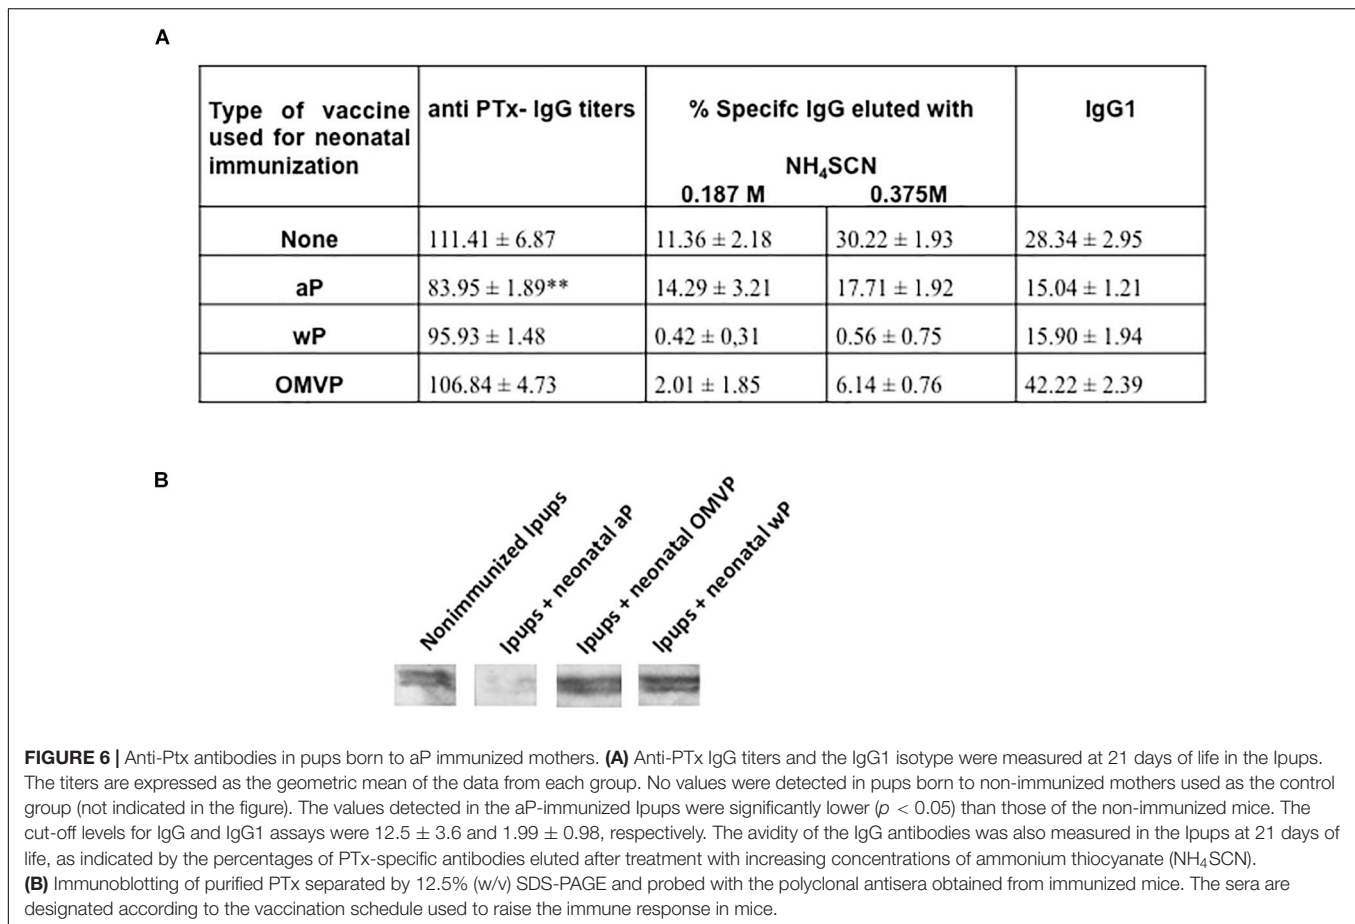 A
Type of vaccine used for neonatal immunization | anti PTx- IgG titers | % Specifc IgG eluted with NH₄SCN 0.187 M 0.375M | IgG1
None | 111.41 ± 6.87 | 11.36 ± 2.18 | 30.22 ± 1.93 | 28.34 ± 2.95
aP | 83.95 ± 1.89** | 14.29 ± 3.21 | 17.71 ± 1.92 | 15.04 ± 1.21
wP | 95.93 ± 1.48 | 0.42 ± 0,31 | 0.56 ± 0.75 | 15.90 ± 1.94
OMVP | 106.84 ± 4.73 | 2.01 ± 1.85 | 6.14 ± 0.76 | 42.22 ± 2.39
B
Nonimmunized Ipups
Ipups + neonatal aP
Ipups + neonatal OMVP
Ipups + neonatal wP
FIGURE 6 | Anti-Ptx antibodies in pups born to aP immunized mothers. (A) Anti-PTx IgG titers and the IgG1 isotype were measured at 21 days of life in the Ipups.
The titers are expressed as the geometric mean of the data from each group. No values were detected in pups born to non-immunized mothers used as the control
group (not indicated in the figure). The values detected in the aP-immunized Ipups were significantly lower (p < 0.05) than those of the non-immunized mice. The
cut-off levels for IgG and IgG1 assays were 12.5 ± 3.6 and 1.99 ± 0.98, respectively. The avidity of the IgG antibodies was also measured in the Ipups at 21 days of
life, as indicated by the percentages of PTx-specific antibodies eluted after treatment with increasing concentrations of ammonium thiocyanate (NH₄SCN).
(B) Immunoblotting of purified PTx separated by 12.5% (w/v) SDS-PAGE and probed with the polyclonal antisera obtained from immunized mice. The sera are
designated according to the vaccination schedule used to raise the immune response in mice.